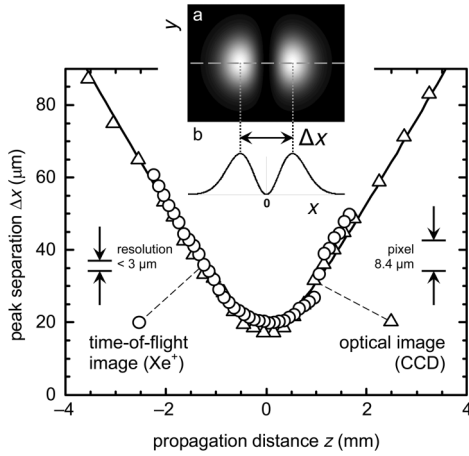 a
y
b
Δx
0
x
80
60
40
20
0
peak separation Δx (μm)
resolution
< 3 μm
pixel
8.4 μm
time-of-flight
image (Xe⁺)
optical image
(CCD)
−4 −2 0 2 4
propagation distance z (mm)